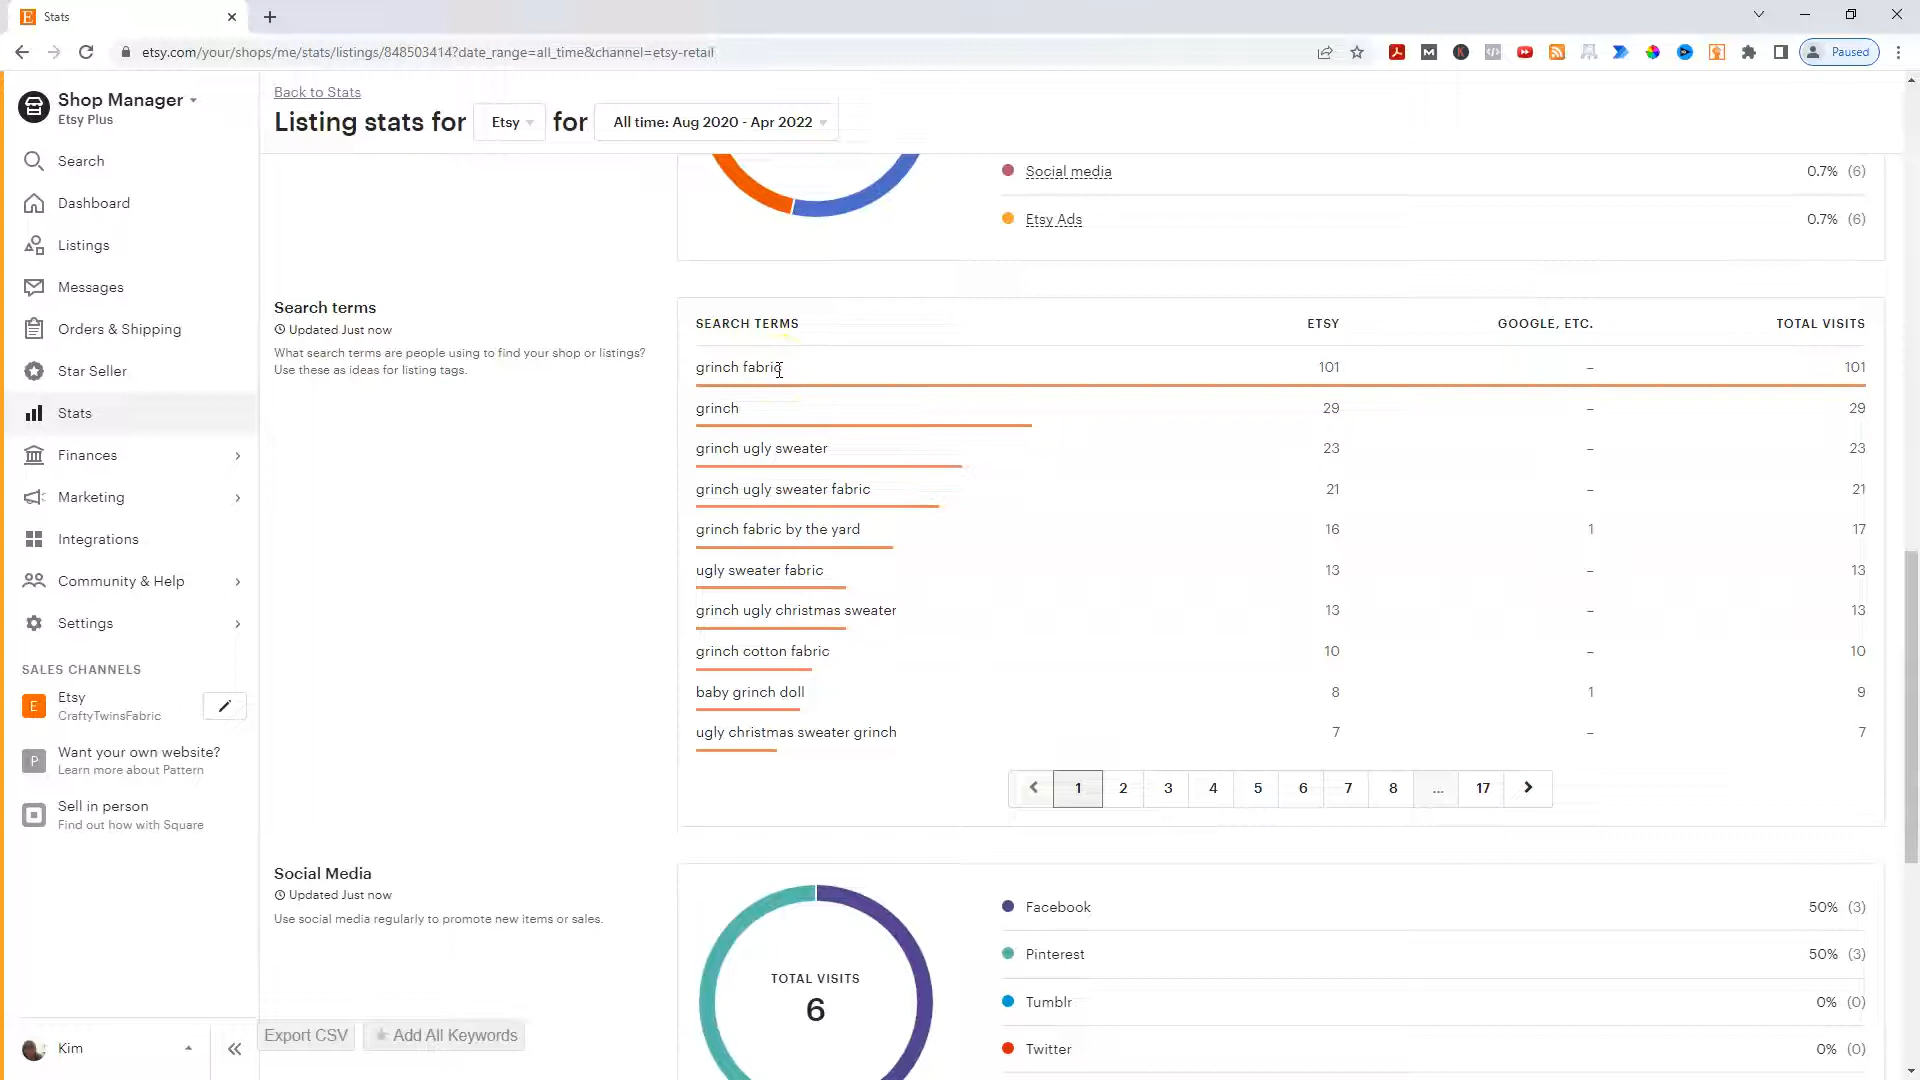 Stats
etsy.com/your/shops/me/stats/listings/848503414?date_range=all_time&channel=etsy-retail
Paused
Shop Manager
Etsy Plus
Search
Dashboard
Listings
Messages
Orders & Shipping
Star Seller
Stats
Finances
Marketing
Integrations
Community & Help
Settings
SALES CHANNELS
E
Etsy
CraftyTwinsFabric
P
Want your own website?
Learn more about Pattern
Sell in person
Find out how with Square
Kim
Back to Stats
Listing stats for Etsy for All time: Aug 2020 - Apr 2022
Social media 0.7% (6)
Etsy Ads 0.7% (6)
Search terms
Updated Just now
What search terms are people using to find your shop or listings?
Use these as ideas for listing tags.
SEARCH TERMS ETSY GOOGLE, ETC. TOTAL VISITS
grinch fabric 101 – 101
grinch 29 – 29
grinch ugly sweater 23 – 23
grinch ugly sweater fabric 21 – 21
grinch fabric by the yard 16 1 17
ugly sweater fabric 13 – 13
grinch ugly christmas sweater 13 – 13
grinch cotton fabric 10 – 10
baby grinch doll 8 1 9
ugly christmas sweater grinch 7 – 7
1 2 3 4 5 6 7 8 ... 17
Social Media
Updated Just now
Use social media regularly to promote new items or sales.
TOTAL VISITS
6
Facebook 50% (3)
Pinterest 50% (3)
Tumblr 0% (0)
Twitter 0% (0)
Export CSV
Add All Keywords